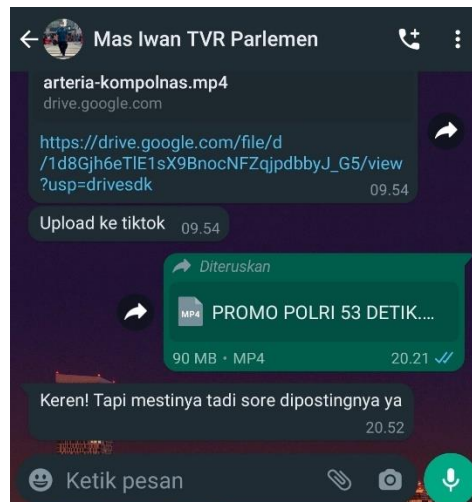 Mas Iwan TVR Parlemen
arteria-kompolnas.mp4
drive.google.com
https://drive.google.com/file/d
/1d8Gjh6eTlE1sX9BnocNFZqjpdbbyJ_G5/view
?usp=drivesdk
09.54
Upload ke tiktok 09.54
Diteruskan
MP4 PROMO POLRI 53 DETIK....
90 MB • MP4 20.21
Keren! Tapi mestinya tadi sore dipostingnya ya
20.52
Ketik pesan